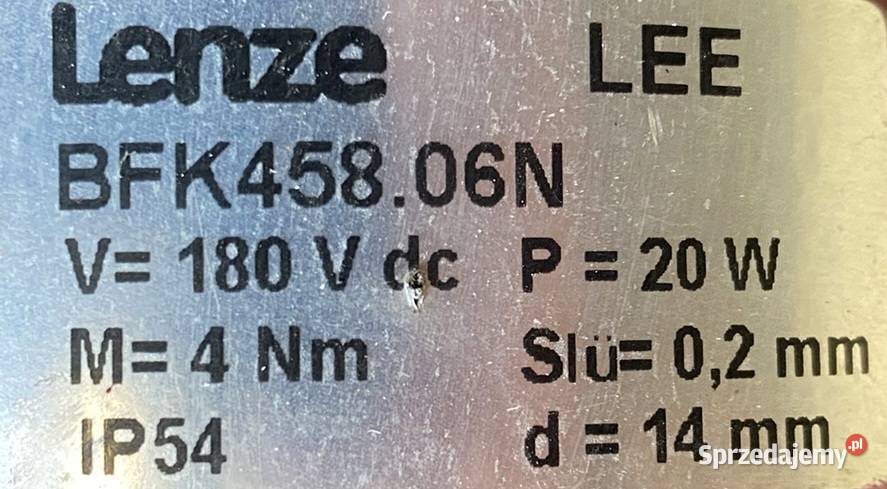 Lenze LEE
BFK458.06N
V= 180 V dc P = 20 W
M= 4 Nm Slü= 0,2 mm
IP54 d = 14 mm
Sprzedajemy.pl